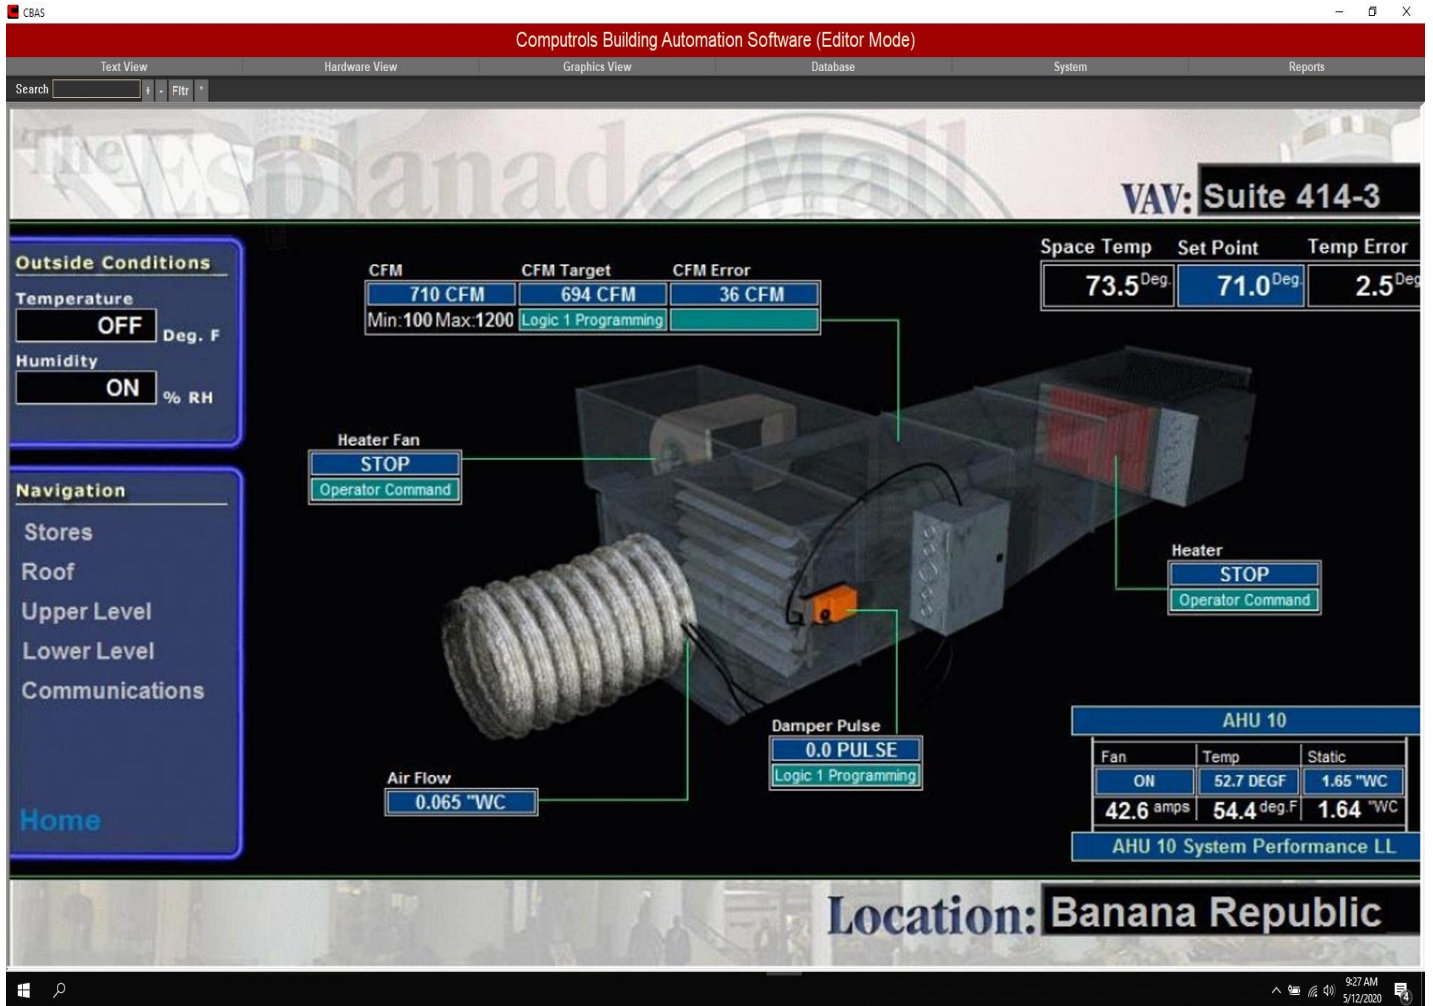 CBAS
Computrols Building Automation Software (Editor Mode)
Text View Hardware View Graphics View Database System Reports
Search + - Fltr *
The Esplanade Mall
VAV: Suite 414-3
Outside Conditions
Temperature
OFF Deg. F
Humidity
ON % RH
CFM CFM Target CFM Error
710 CFM 694 CFM 36 CFM
Min:100 Max:1200 Logic 1 Programming
Space Temp Set Point Temp Error
73.5 Deg. 71.0 Deg. 2.5 Deg
Heater Fan
STOP
Operator Command
Navigation
Stores
Roof
Upper Level
Lower Level
Communications
Home
Heater
STOP
Operator Command
Damper Pulse
0.0 PULSE
Logic 1 Programming
Air Flow
0.065 "WC
AHU 10
Fan Temp Static
ON 52.7 DEGF 1.65 "WC
42.6 amps 54.4 deg.F 1.64 "WC
AHU 10 System Performance LL
Location: Banana Republic
9:27 AM
5/12/2020
4